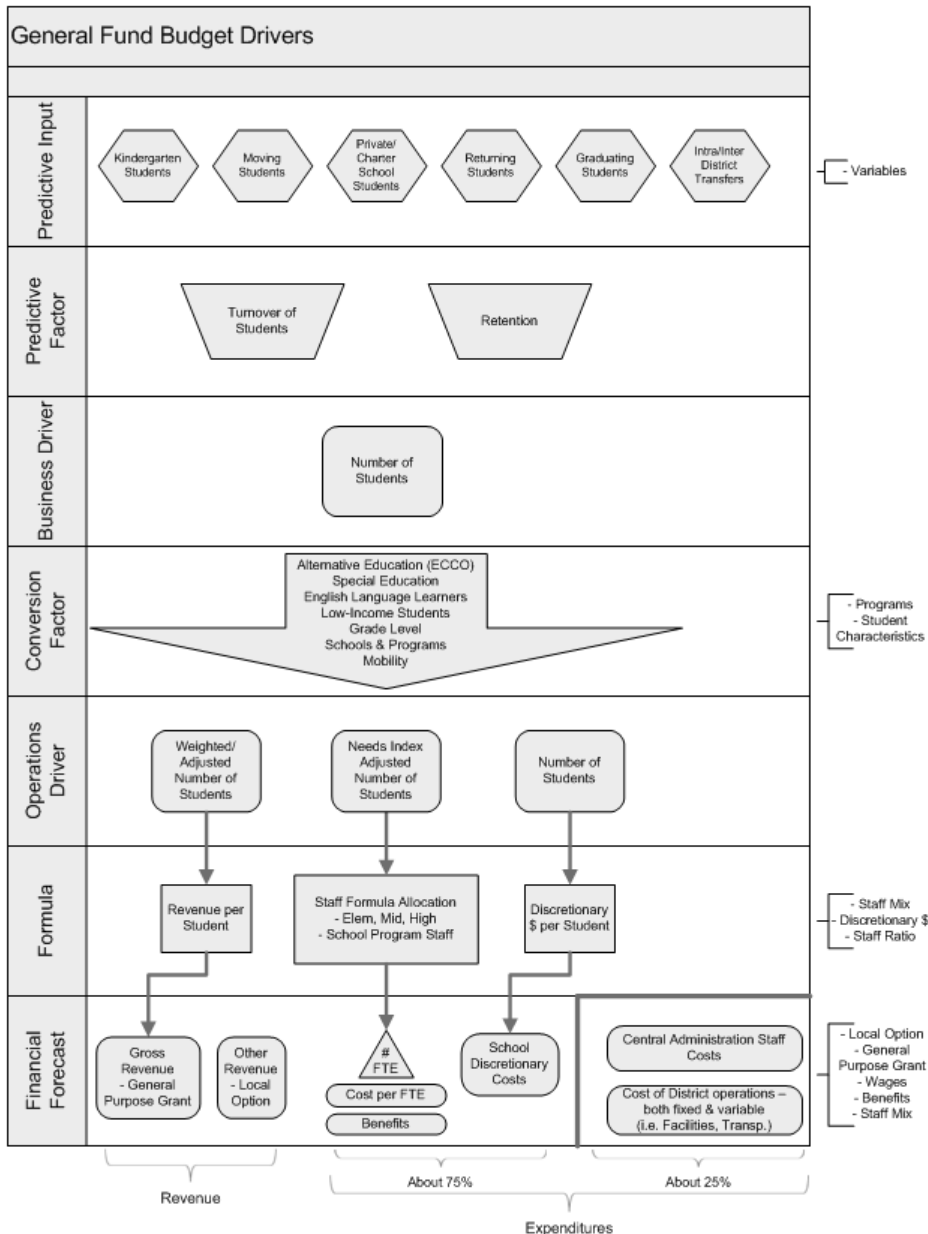 General Fund Budget Drivers
Predictive Input
Kindergarten
Students
Moving
Students
Private/
Charter
School
Students
Returning
Students
Graduating
Students
Intra/Inter
District
Transfers
- Variables
Predictive
Factor
Turnover of
Students
Retention
Business Driver
Number of
Students
Conversion
Factor
Alternative Education (ECCO)
Special Education
English Language Learners
Low-Income Students
Grade Level
Schools & Programs
Mobility
- Programs
- Student
Characteristics
Operations
Driver
Weighted/
Adjusted
Number of
Students
Needs Index
Adjusted
Number of
Students
Number of
Students
Formula
Revenue per
Student
Staff Formula Allocation
- Elem, Mid, High
- School Program Staff
Discretionary
$ per Student
- Staff Mix
- Discretionary $
- Staff Ratio
Financial
Forecast
Gross
Revenue
- General
Purpose Grant
Other
Revenue
- Local
Option
#
FTE
Cost per FTE
Benefits
School
Discretionary
Costs
Central Administration Staff
Costs
Cost of District operations –
both fixed & variable
(i.e. Facilities, Transp.)
- Local Option
- General
Purpose Grant
- Wages
- Benefits
- Staff Mix
Revenue
About 75%
About 25%
Expenditures